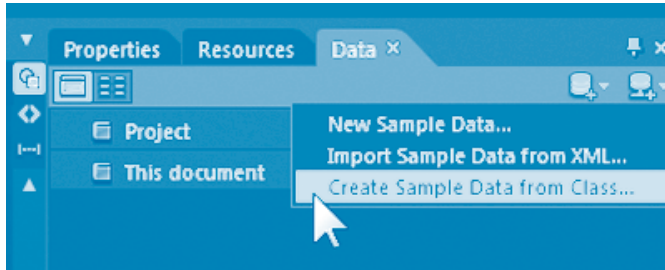 Properties Resources Data ×
Project
This document
New Sample Data...
Import Sample Data from XML...
Create Sample Data from Class...